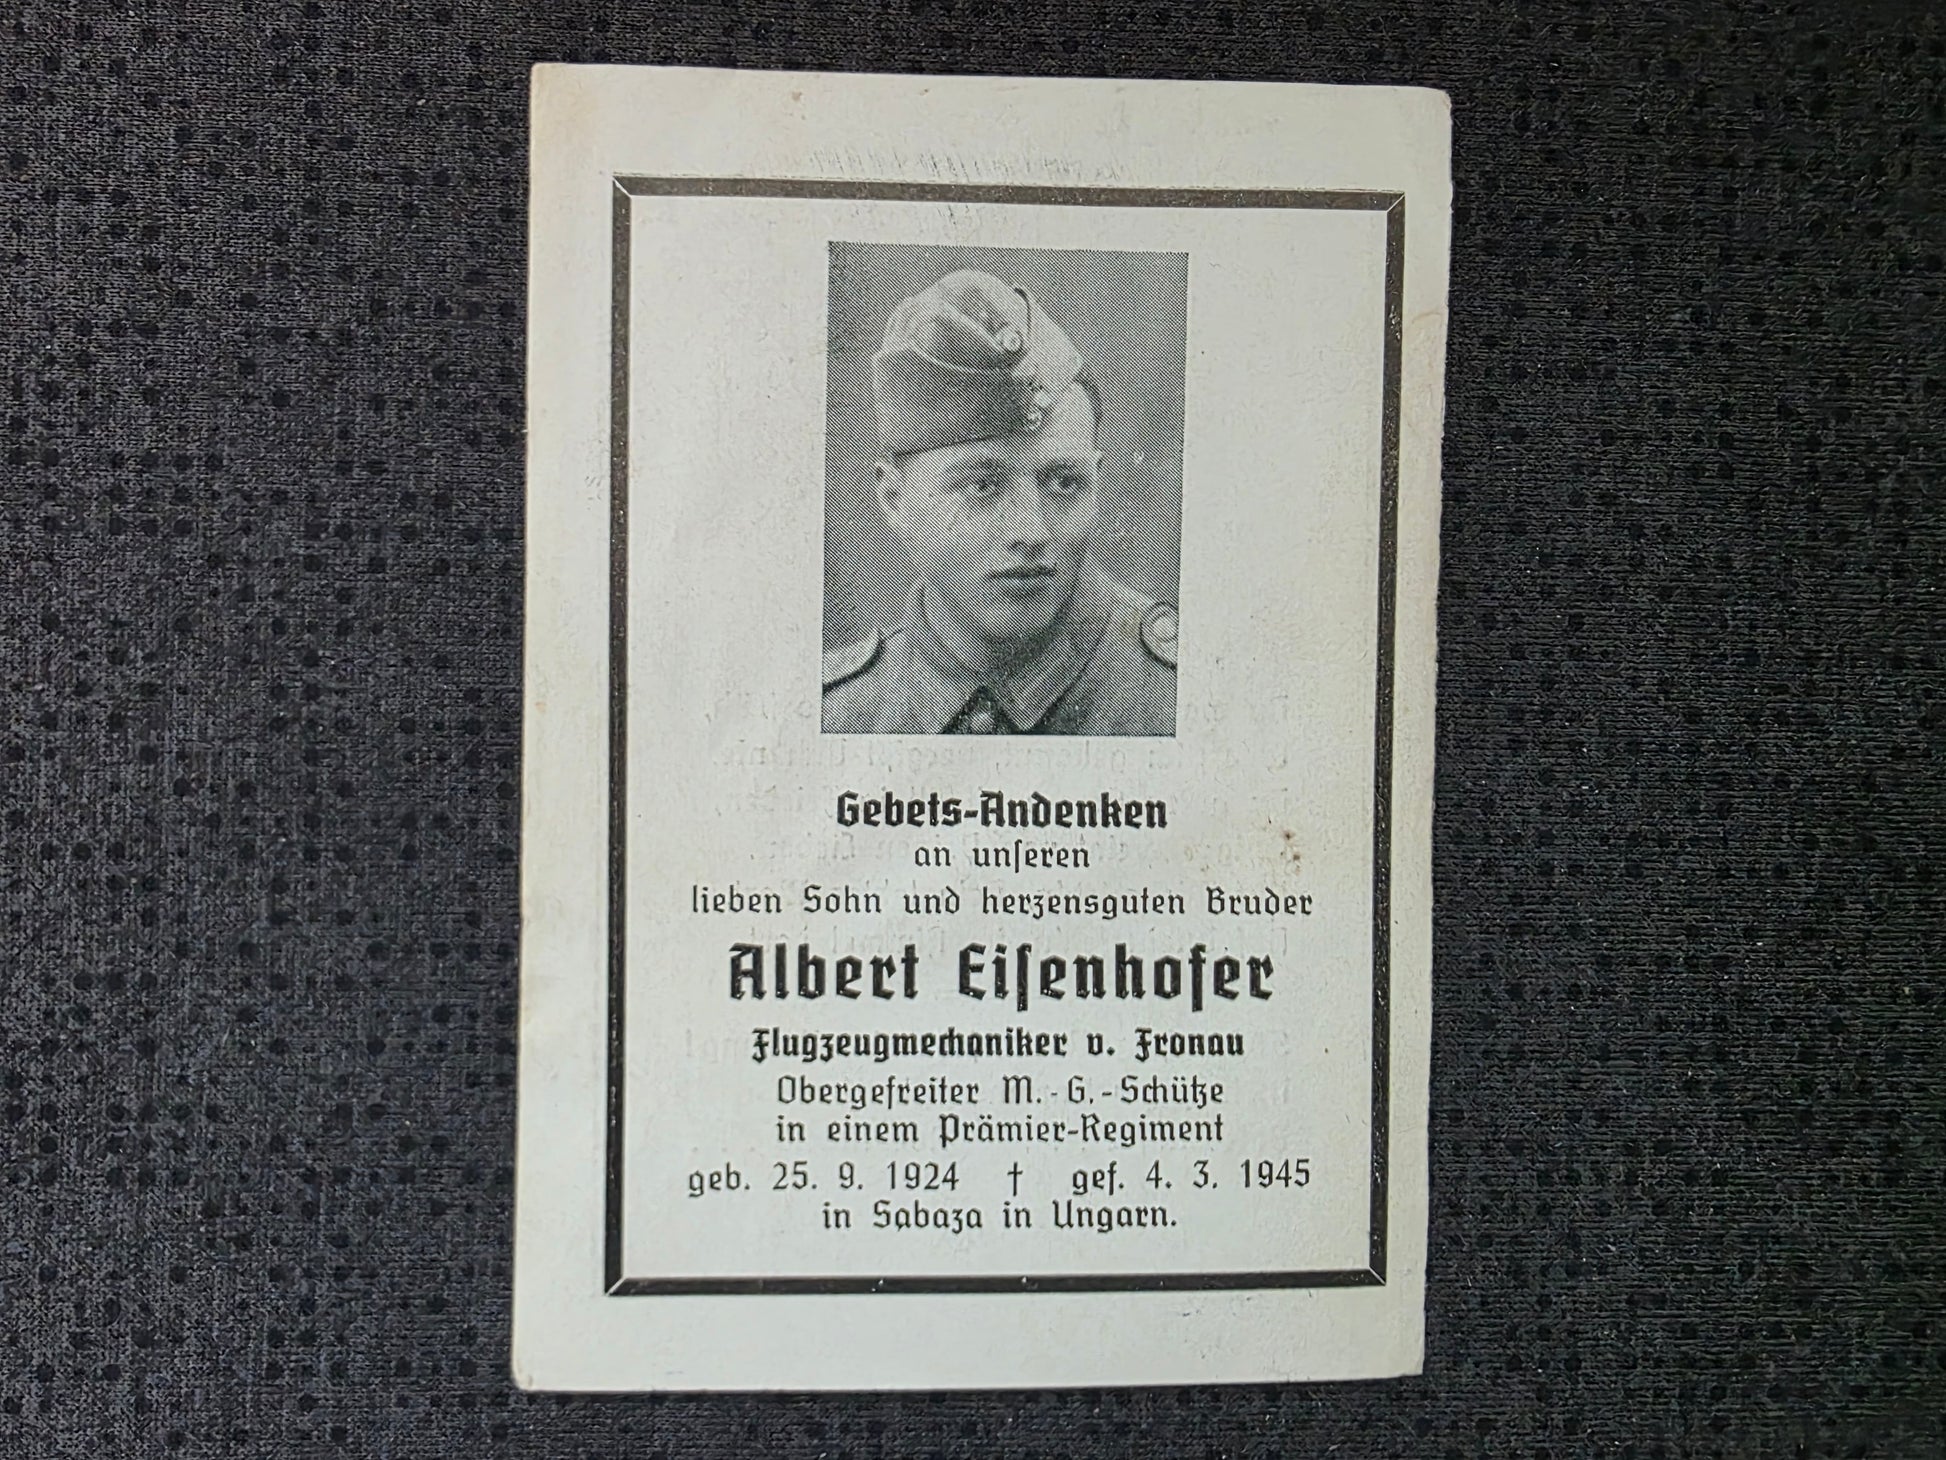 Gebets-Andenken
an unſeren
lieben Sohn und herzensguten Bruder
Albert Eiſenhofer
Flugzeugmechaniker v. Fronau
Obergefreiter M.-G.-Schütze
in einem Prämier-Regiment
geb. 25. 9. 1924 † gef. 4. 3. 1945
in Sabaza in Ungarn.